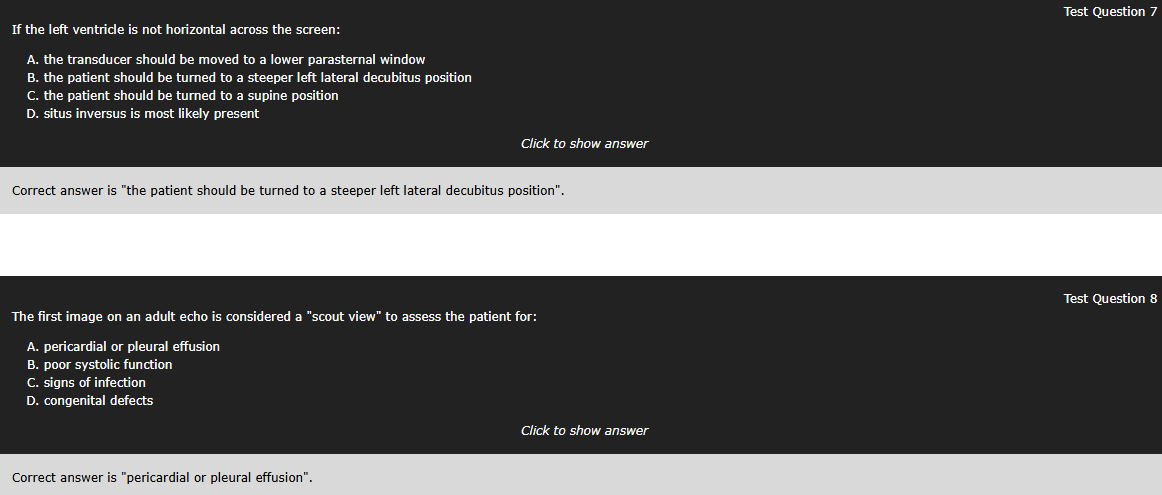 Test Question 7
If the left ventricle is not horizontal across the screen:
A. the transducer should be moved to a lower parasternal window
B. the patient should be turned to a steeper left lateral decubitus position
C. the patient should be turned to a supine position
D. situs inversus is most likely present
Click to show answer
Correct answer is "the patient should be turned to a steeper left lateral decubitus position".
Test Question 8
The first image on an adult echo is considered a "scout view" to assess the patient for:
A. pericardial or pleural effusion
B. poor systolic function
C. signs of infection
D. congenital defects
Click to show answer
Correct answer is "pericardial or pleural effusion".